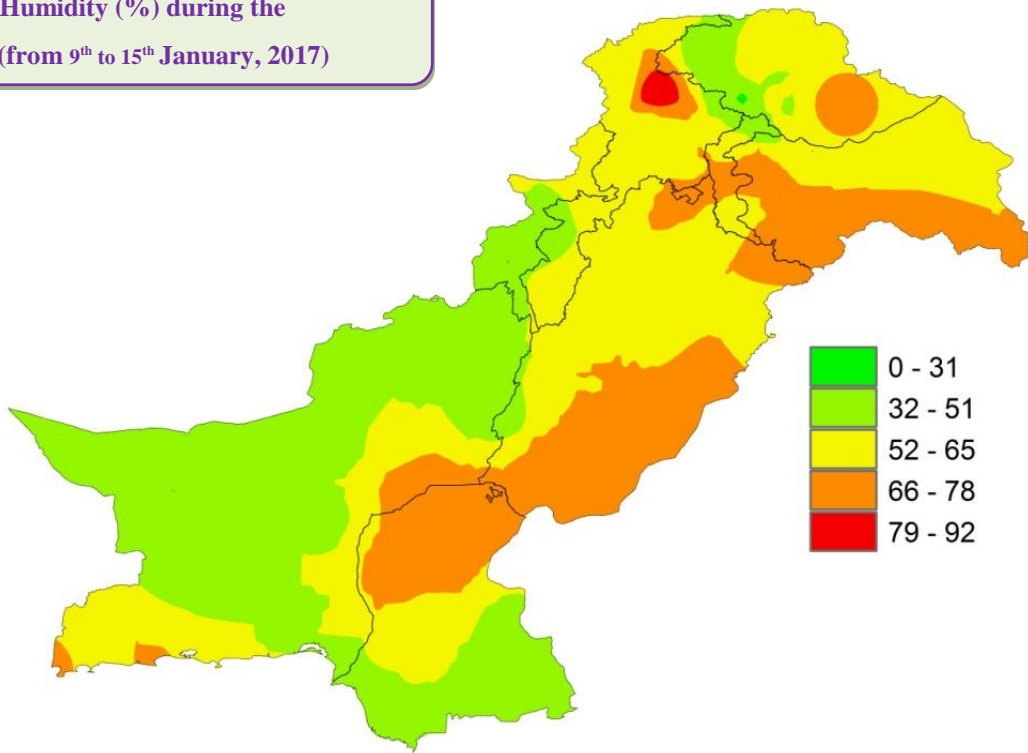 Humidity (%) during the
(from 9th to 15th January, 2017)
0 - 31
32 - 51
52 - 65
66 - 78
79 - 92